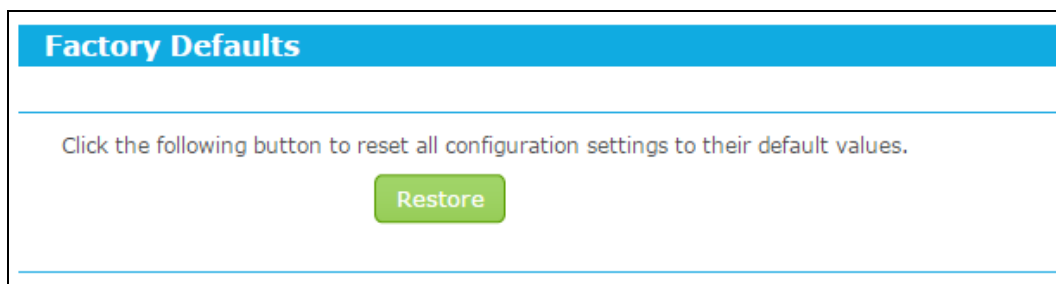 Factory Defaults
Click the following button to reset all configuration settings to their default values.
Restore